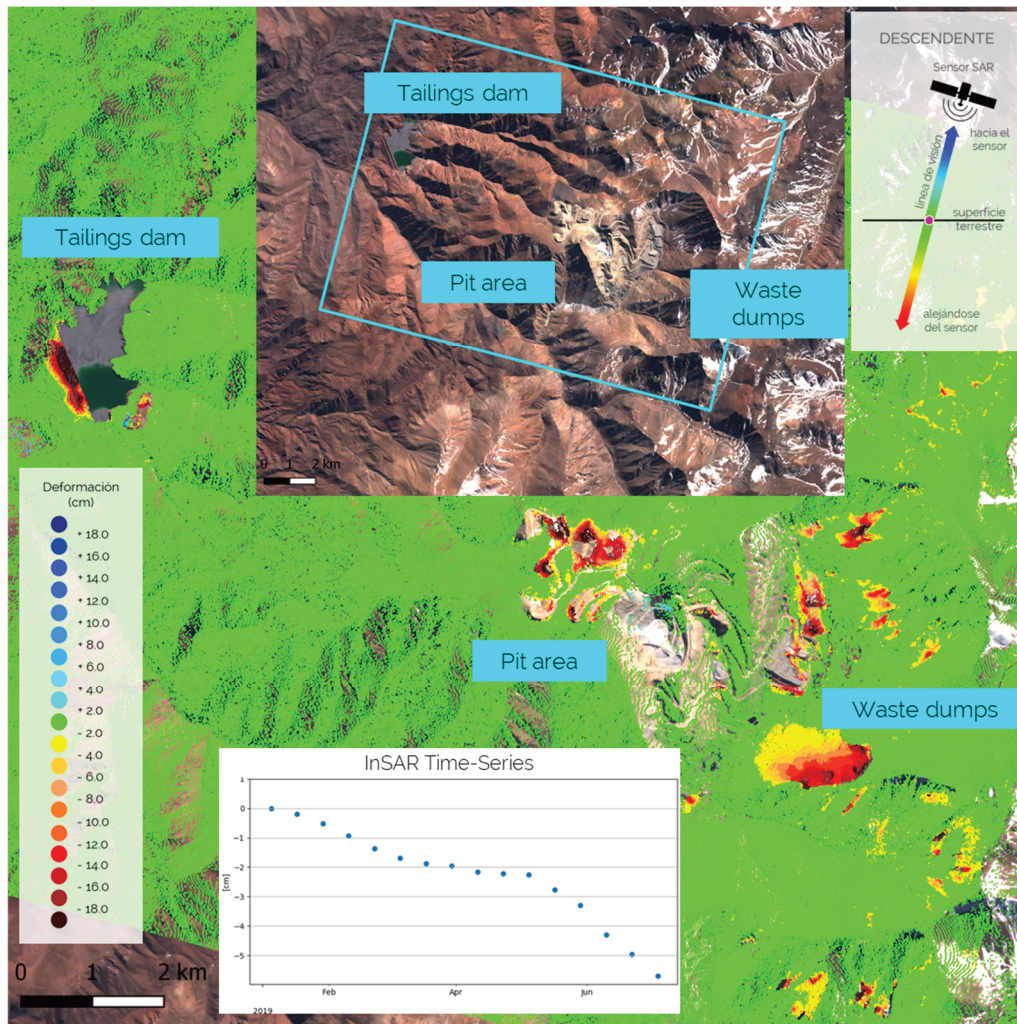 Tailings dam
Pit area
Waste
dumps
0 1 2 km
DESCENDENTE
Sensor SAR
hacia el
sensor
línea de visión
superficie
terrestre
alejándose
del sensor
Tailings dam
Deformación
(cm)
+ 18.0
+ 16.0
+ 14.0
+ 12.0
+ 10.0
+ 8.0
+ 6.0
+ 4.0
+ 2.0
- 2.0
- 4.0
- 6.0
- 8.0
- 10.0
- 12.0
- 14.0
- 16.0
- 18.0
Pit area
Waste dumps
InSAR Time-Series
1
0
−1
−2
−3
−4
−5
[cm]
Feb
Apr
Jun
2019
0 1 2 km